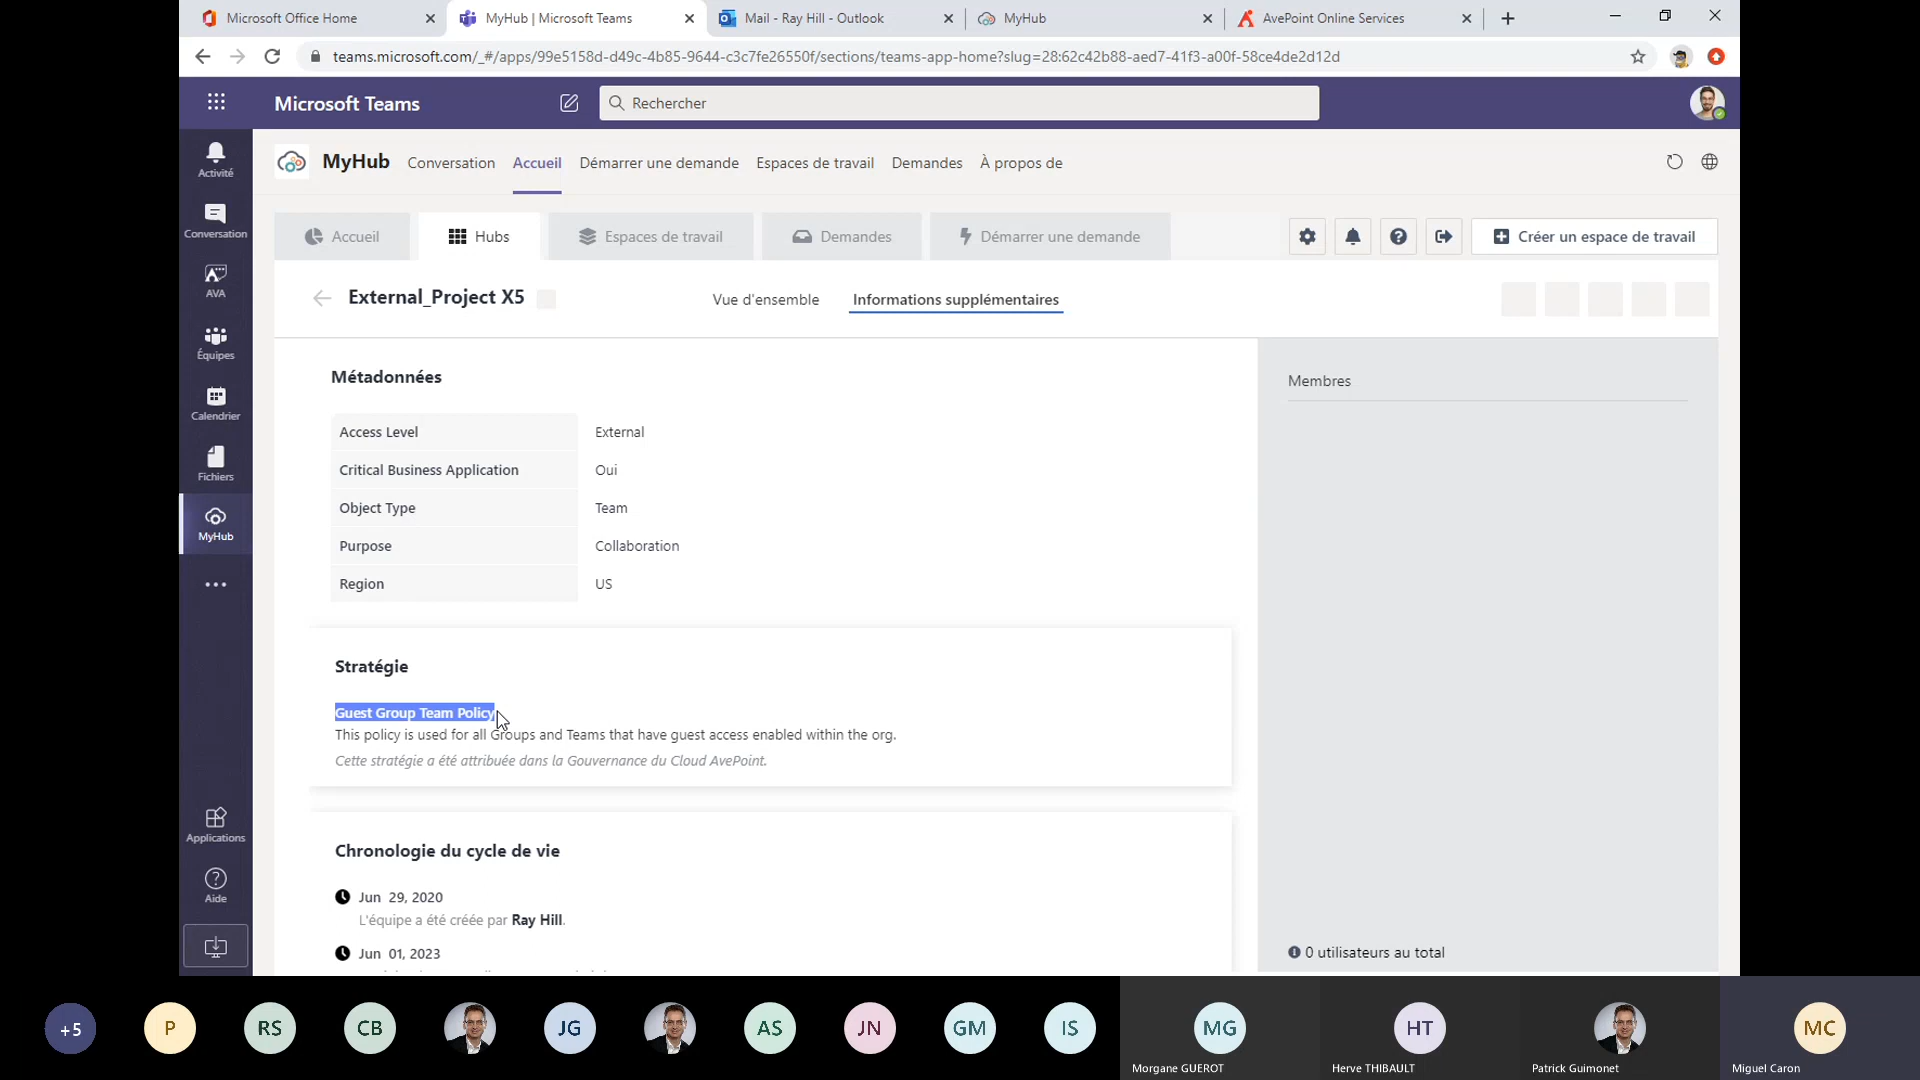 Microsoft Office Home
MyHub | Microsoft Teams
Mail - Ray Hill - Outlook
MyHub
AvePoint Online Services
teams.microsoft.com/_#/apps/99e5158d-d49c-4b85-9644-c3c7fe26550f/sections/teams-app-home?slug=28:62c42b88-aed7-41f3-a00f-58ce4de2d12d
Microsoft Teams
Rechercher
Activité
Conversation
AVA
Équipes
Calendrier
Fichiers
MyHub
Applications
Aide
MyHub Conversation Accueil Démarrer une demande Espaces de travail Demandes À propos de
Accueil
Hubs
Espaces de travail
Demandes
Démarrer une demande
Créer un espace de travail
External_Project X5
Vue d'ensemble
Informations supplémentaires
Métadonnées
Access Level External
Critical Business Application Oui
Object Type Team
Purpose Collaboration
Region US
Stratégie
Guest Group Team Policy
This policy is used for all Groups and Teams that have guest access enabled within the org.
Cette stratégie a été attribuée dans la Gouvernance du Cloud AvePoint.
Chronologie du cycle de vie
Jun 29, 2020
L'équipe a été créée par Ray Hill.
Jun 01, 2023
Membres
0 utilisateurs au total
+5
P
RS
CB
JG
AS
JN
GM
IS
MG
Morgane GUEROT
HT
Herve THIBAULT
Patrick Guimonet
MC
Miguel Caron